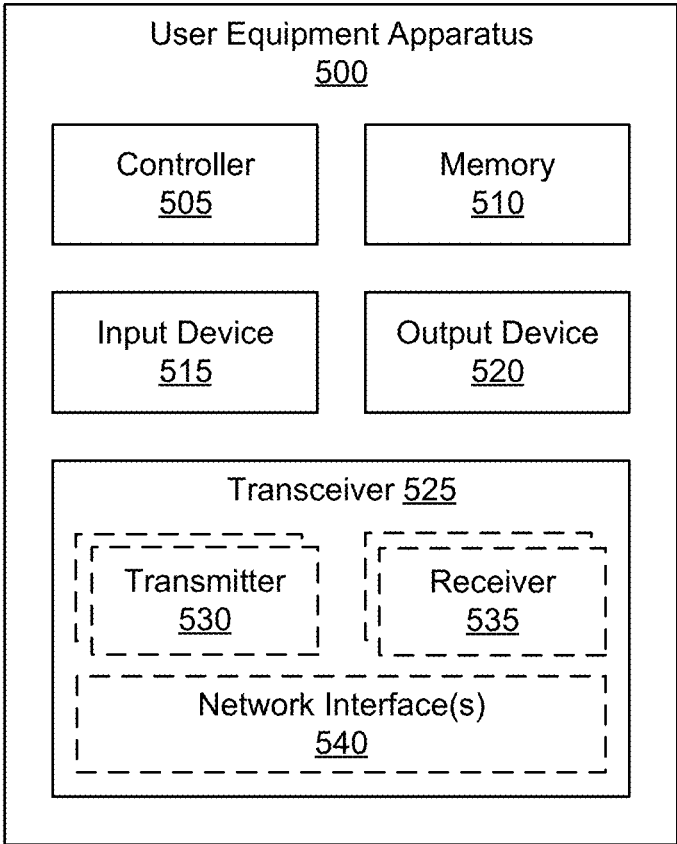 User Equipment Apparatus
500
Controller
505
Memory
510
Input Device
515
Output Device
520
Transceiver 525
Transmitter
530
Receiver
535
Network Interface(s)
540